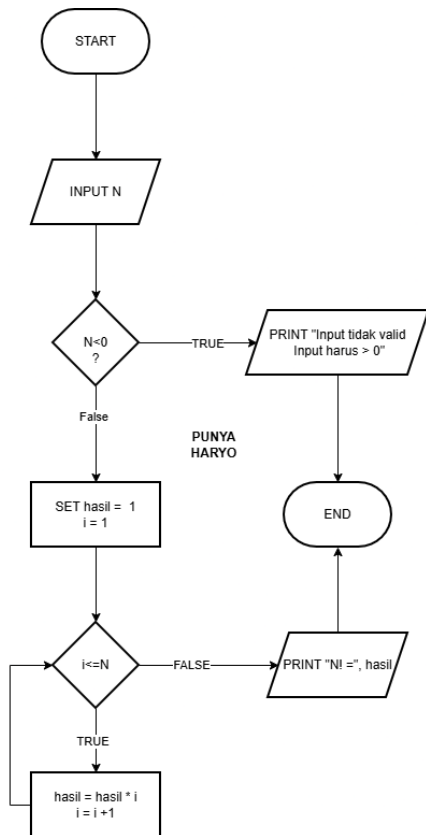 START
INPUT N
N<0
?
TRUE
PRINT "Input tidak valid
Input harus > 0"
False
PUNYA
HARYO
SET hasil = 1
i = 1
END
i<=N
FALSE
PRINT "N! =", hasil
TRUE
hasil = hasil * i
i = i +1